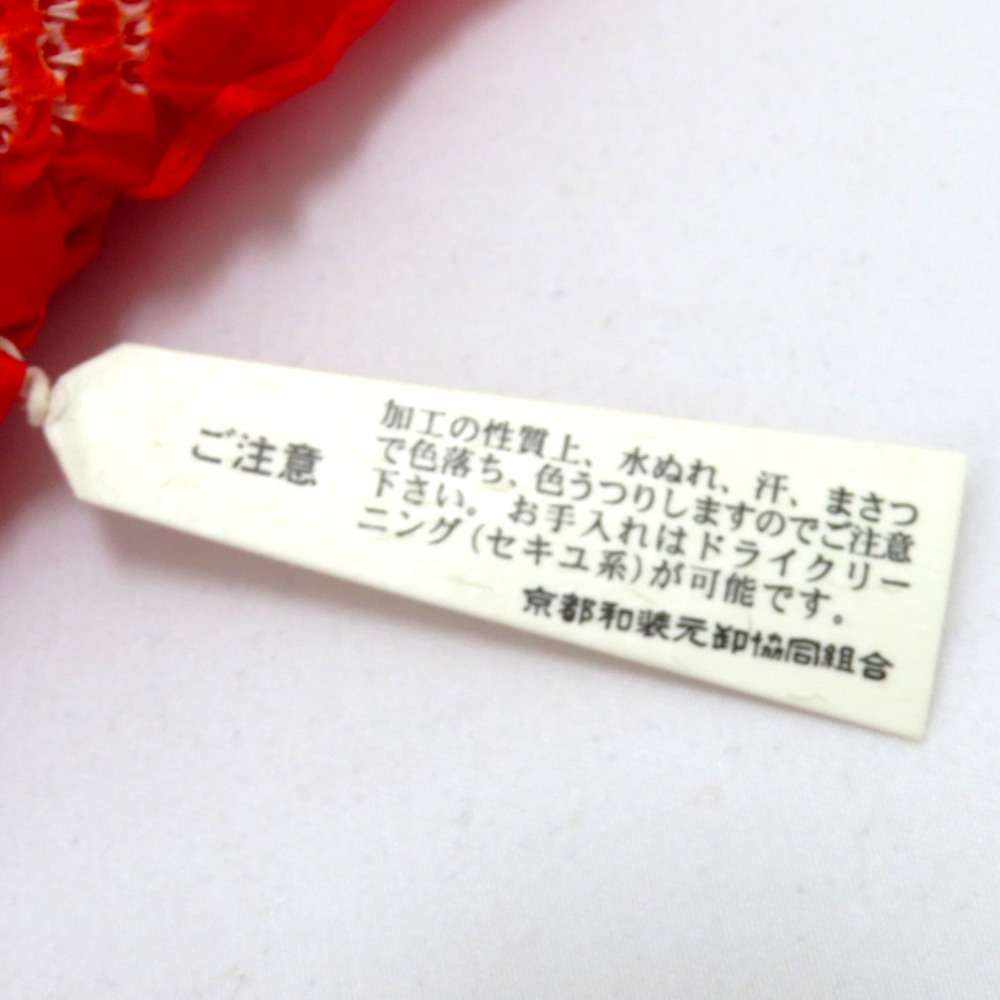 ご注意
加工の性質上、水ぬれ、汗、まさつ
で色落ち、色うつりしますのでご注意
下さい。お手入れはドライクリー
ニング(セキユ系)が可能です。
京都和装元卸協同組合